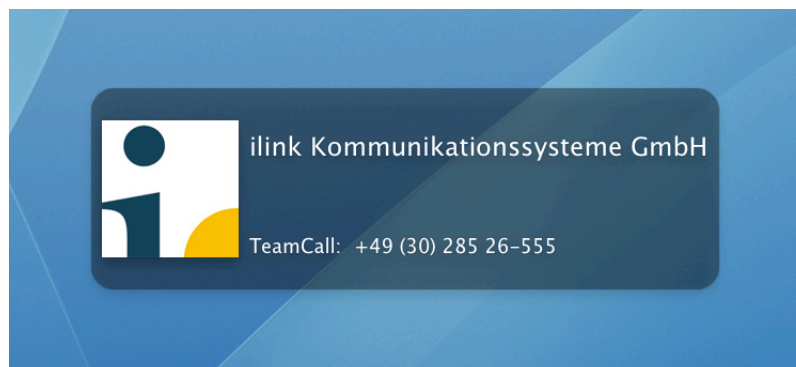 ilink Kommunikationssysteme GmbH
TeamCall: +49 (30) 285 26-555